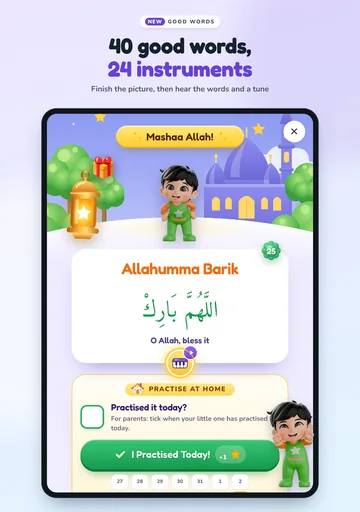 NEW GOOD WORDS
40 good words,
24 instruments
Finish the picture, then hear the words and a tune
Mashaa Allah!
25
Allahumma Barik
اللَّهُمَّ بَارِكْ
O Allah, bless it
PRACTISE AT HOME
Practised it today?
For parents: tick when your little one has practised
today.
I Practised Today! +1
27 28 29 30 31 1 2